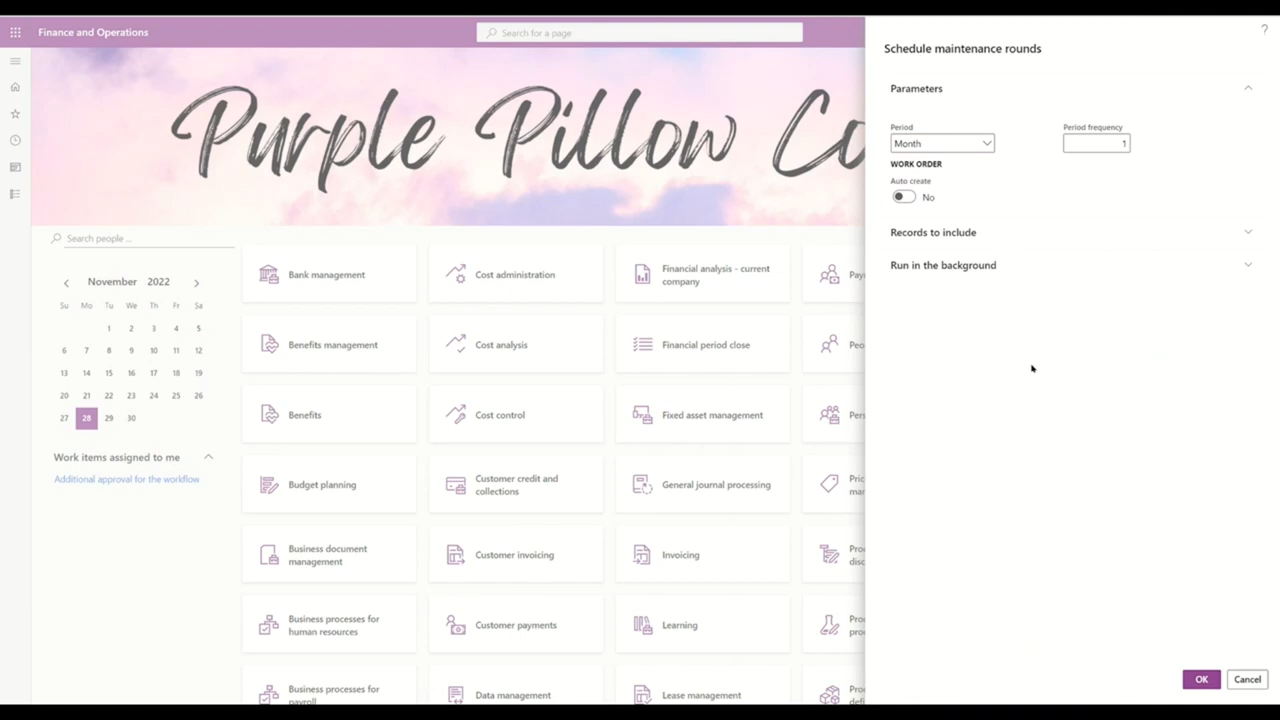 Finance and Operations
Search for a page
?
Purple Pillow Co
Search people ...
November 2022
Su Mo Tu We Th Fr Sa
1 2 3 4 5
6 7 8 9 10 11 12
13 14 15 16 17 18 19
20 21 22 23 24 25 26
27 28 29 30
Work items assigned to me
Additional approval for the workflow
Bank management
Cost administration
Financial analysis - current
company
Benefits management
Cost analysis
Financial period close
Benefits
Cost control
Fixed asset management
Budget planning
Customer credit and
collections
General journal processing
Business document
management
Customer invoicing
Invoicing
Business processes for
human resources
Customer payments
Learning
Business processes for
payroll
Data management
Lease management
Schedule maintenance rounds
Parameters
Period
Month
Period frequency
1
WORK ORDER
Auto create
No
Records to include
Run in the background
OK
Cancel